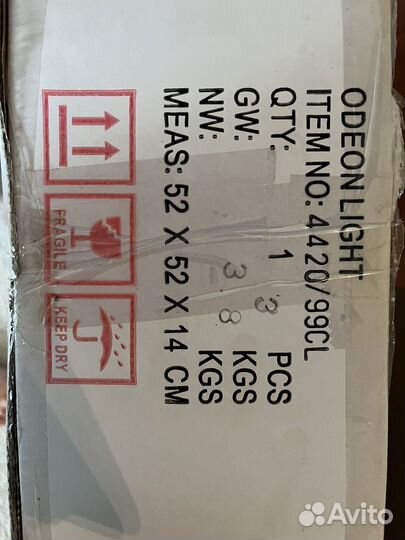 ODEON LIGHT
ITEM NO: 4420/99CL
QTY: 1 3 PCS
GW: 3.8 KGS
NW: KGS
MEAS: 52 X 52 X 14 CM
FRAGILE
KEEP DRY
Avito